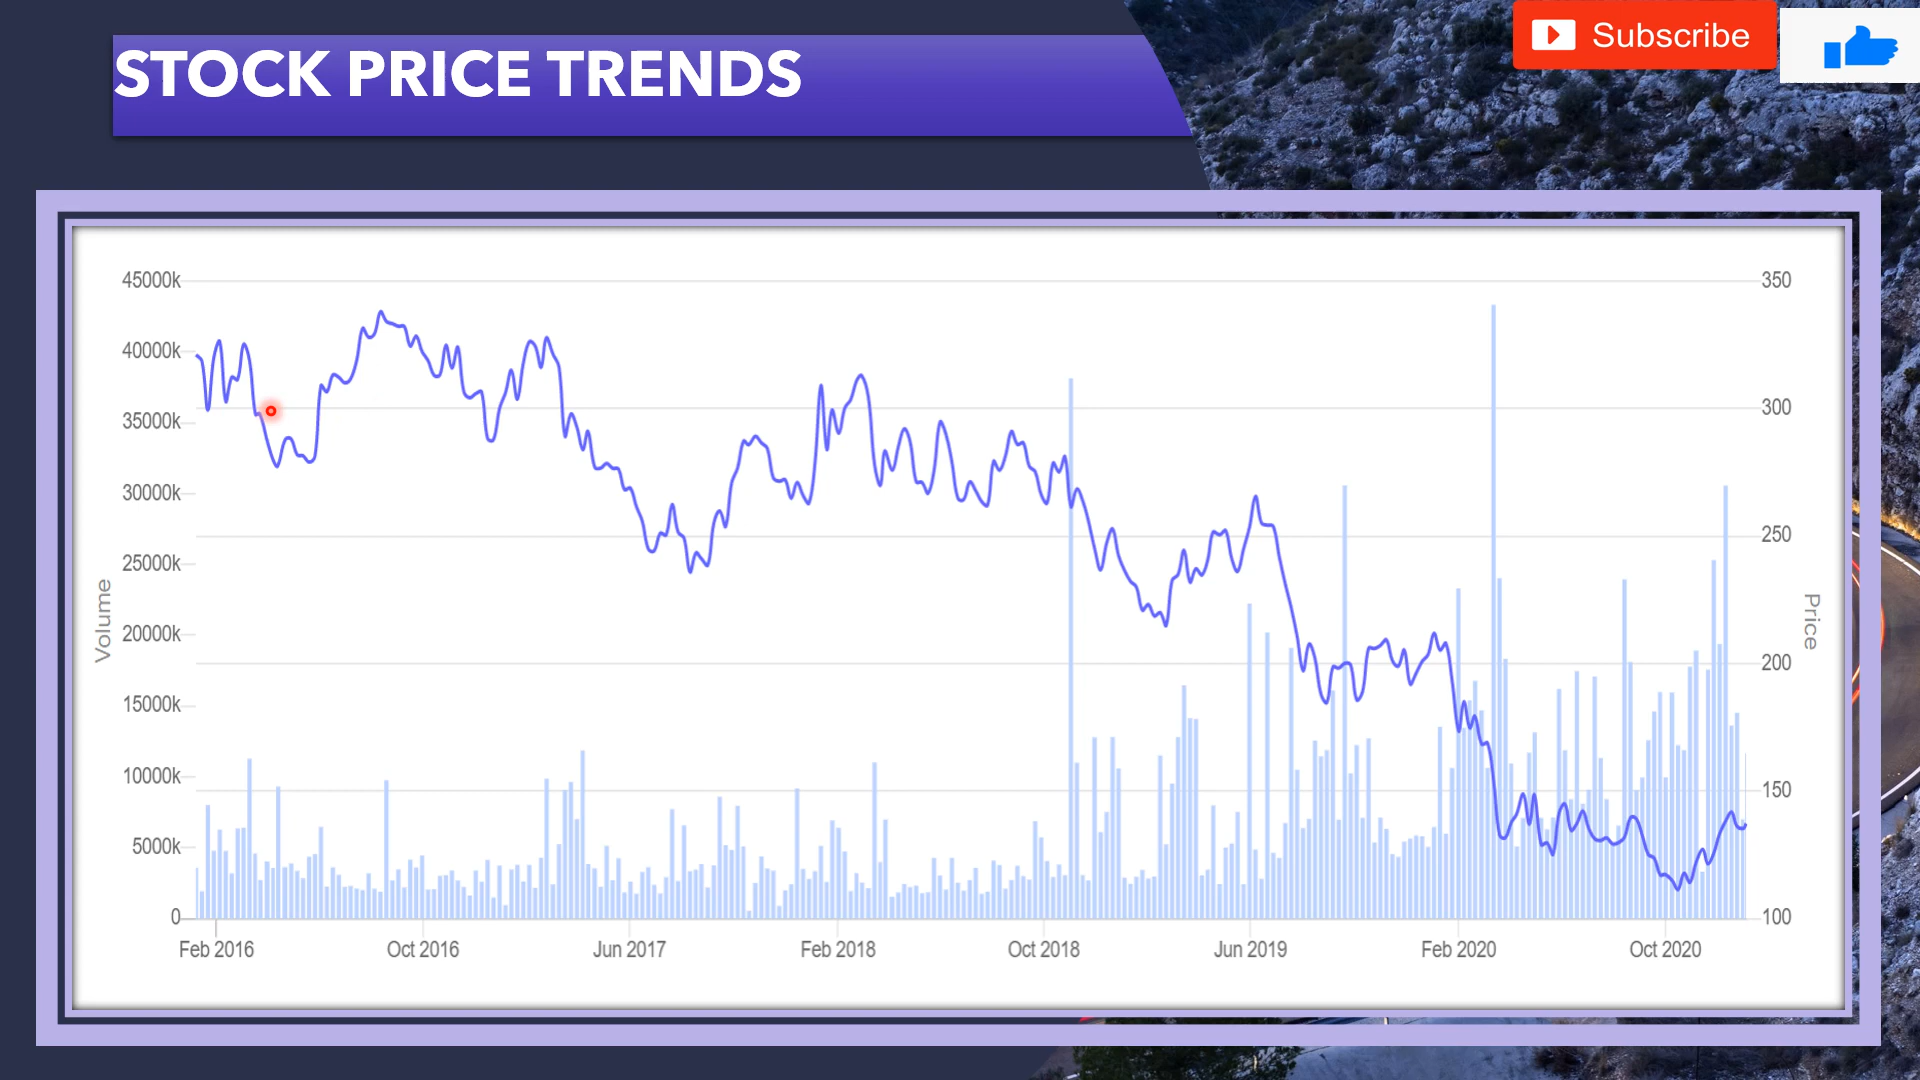 STOCK PRICE TRENDS
Subscribe
45000k
40000k
35000k
30000k
25000k
20000k
15000k
10000k
5000k
0
Volume
350
300
250
200
150
100
Price
Feb 2016
Oct 2016
Jun 2017
Feb 2018
Oct 2018
Jun 2019
Feb 2020
Oct 2020